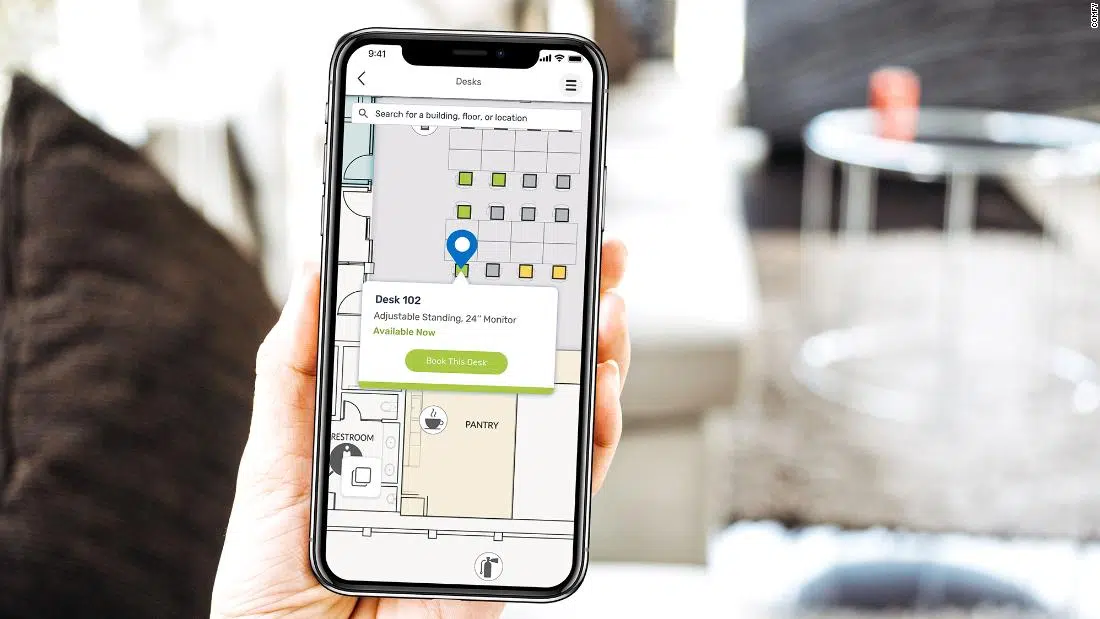 COMFY
9:41
Desks
Search for a building, floor, or location
Desk 102
Adjustable Standing, 24" Monitor
Available Now
Book This Desk
PANTRY
RESTROOM